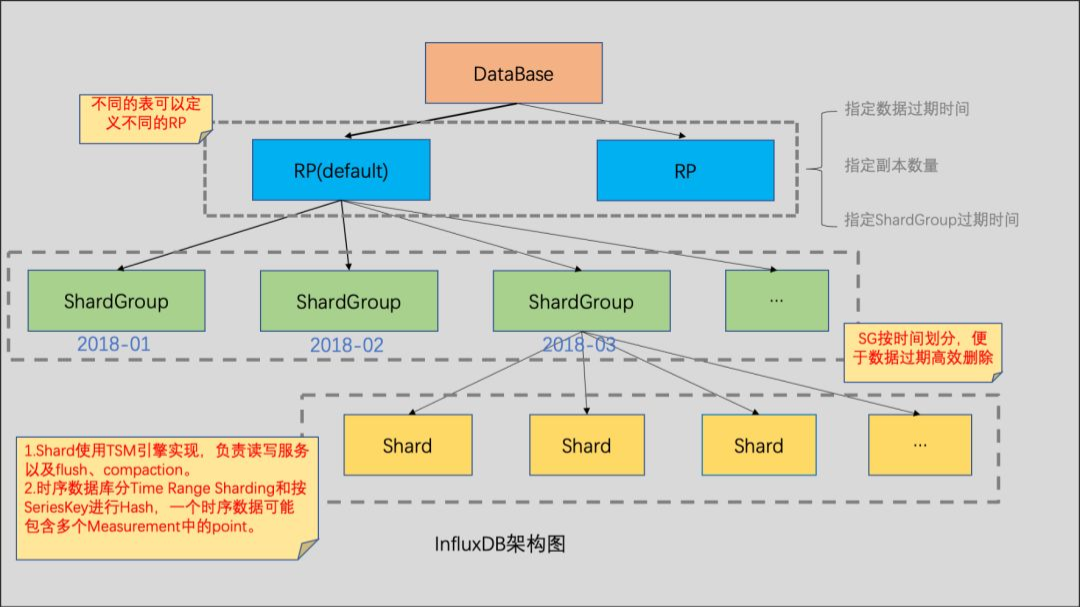 DataBase
不同的表可以定
义不同的RP
指定数据过期时间
RP(default)
RP
指定副本数量
指定ShardGroup过期时间
ShardGroup
ShardGroup
ShardGroup
...
2018-01
2018-02
2018-03
SG按时间划分，便
于数据过期高效删除
Shard
Shard
Shard
...
1.Shard使用TSM引擎实现，负责读写服务
以及flush、compaction。
2.时序数据库分Time Range Sharding和按
SeriesKey进行Hash，一个时序数据可能
包含多个Measurement中的point。
InfluxDB架构图